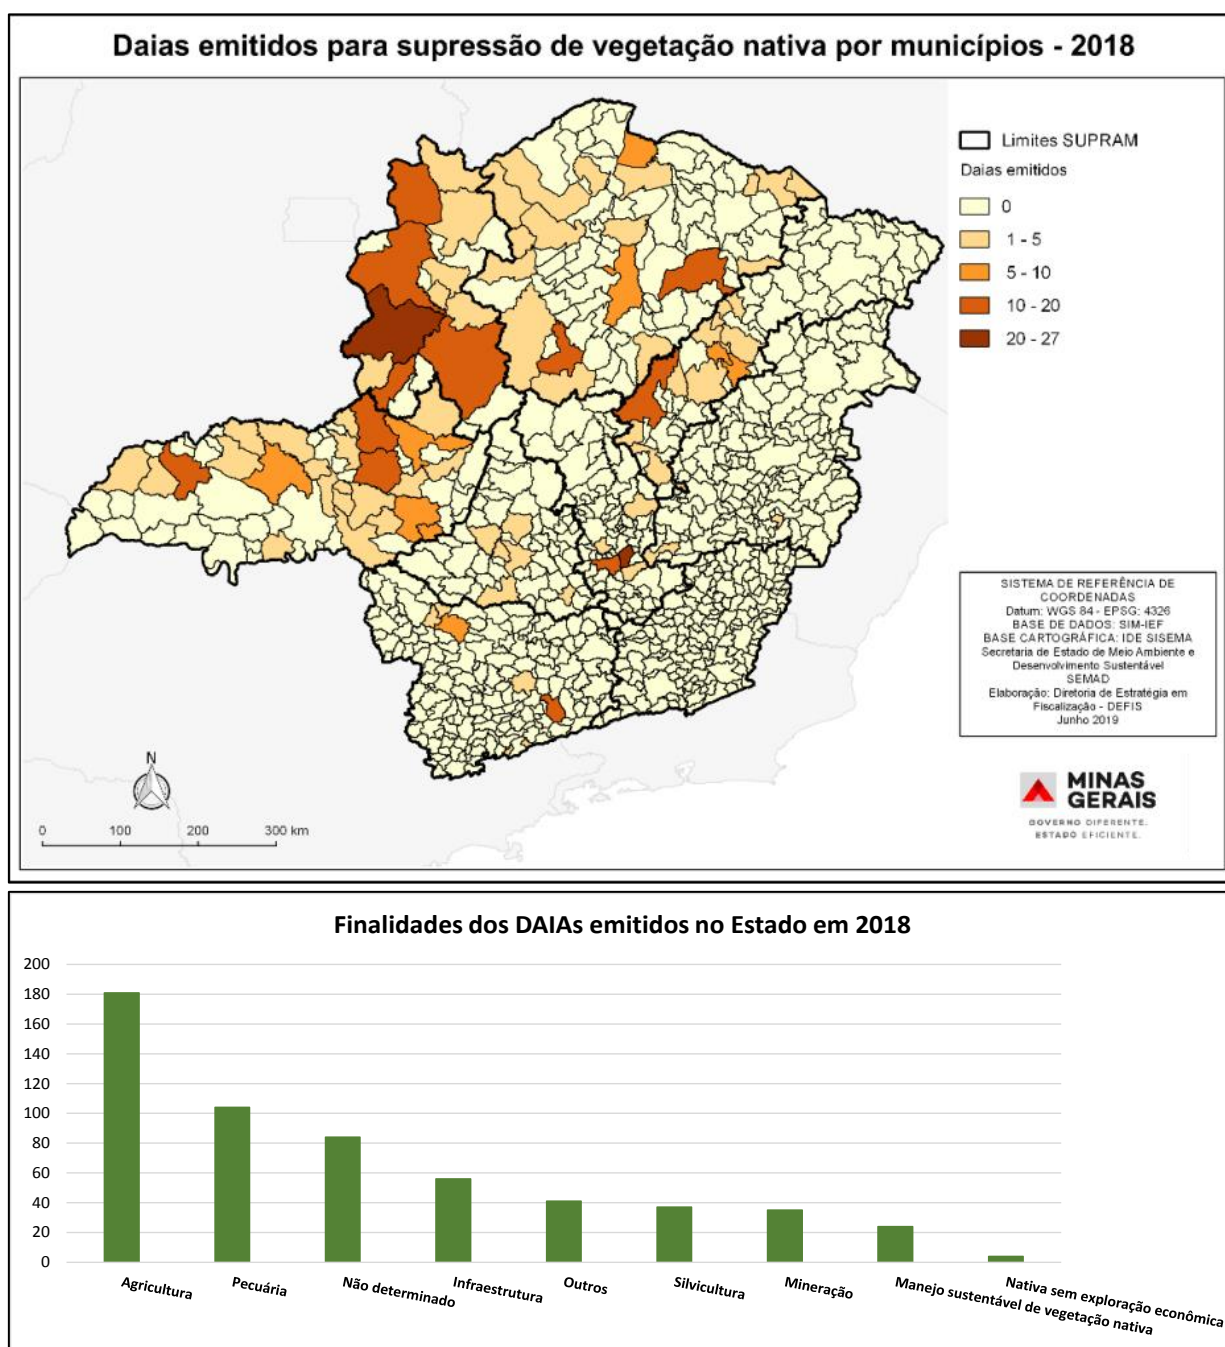 Daias emitidos para supressão de vegetação nativa por municípios - 2018
Limites SUPRAM
Daias emitidos
0
1 - 5
5 - 10
10 - 20
20 - 27
SISTEMA DE REFERÊNCIA DE
COORDENADAS
Datum: WGS 84 - EPSG: 4326
BASE DE DADOS: SIM-IEF
BASE CARTOGRÁFICA: IDE SISEMA
Secretaria de Estado de Meio Ambiente e
Desenvolvimento Sustentável
SEMAD
Elaboração: Diretoria de Estratégia em
Fiscalização - DEFIS
Junho 2019
N
0 100 200 300 km
MINAS
GERAIS
GOVERNO DIFERENTE.
ESTADO EFICIENTE.
Finalidades dos DAIAs emitidos no Estado em 2018
200
180
160
140
120
100
80
60
40
20
0
Agricultura
Pecuária
Não determinado
Infraestrutura
Outros
Silvicultura
Mineração
Manejo sustentável de vegetação nativa
Nativa sem exploração econômica